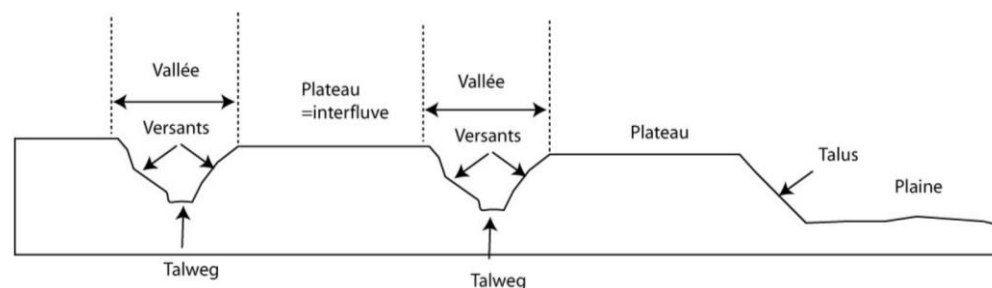 Vallée
Vallée
Plateau
=interfluve
Versants
Versants
Plateau
Talus
Plaine
Talweg
Talweg